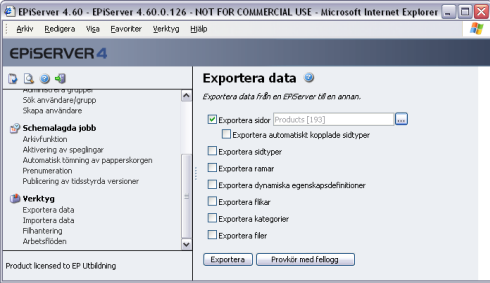 EPiServer 4.60 - EPiServer 4.60.0.126 - NOT FOR COMMERCIAL USE - Microsoft Internet Explorer
Arkiv Redigera Visa Favoriter Verktyg Hjälp
EPiSERVER 4
Administrera grupper
Sök användare/grupp
Skapa användare
Schemalagda jobb
Arkivfunktion
Aktivering av speglingar
Automatisk tömning av papperskorgen
Prenumeration
Publicering av tidsstyrda versioner
Verktyg
Exportera data
Importera data
Filhantering
Arbetsflöden
Product licensed to EP Utbildning
Exportera data
Exportera data från en EPiServer till en annan.
Exportera sidor Products [193] ...
Exportera automatiskt kopplade sidtyper
Exportera sidtyper
Exportera ramar
Exportera dynamiska egenskapsdefinitioner
Exportera flikar
Exportera kategorier
Exportera filer
Exportera Provkör med fellogg